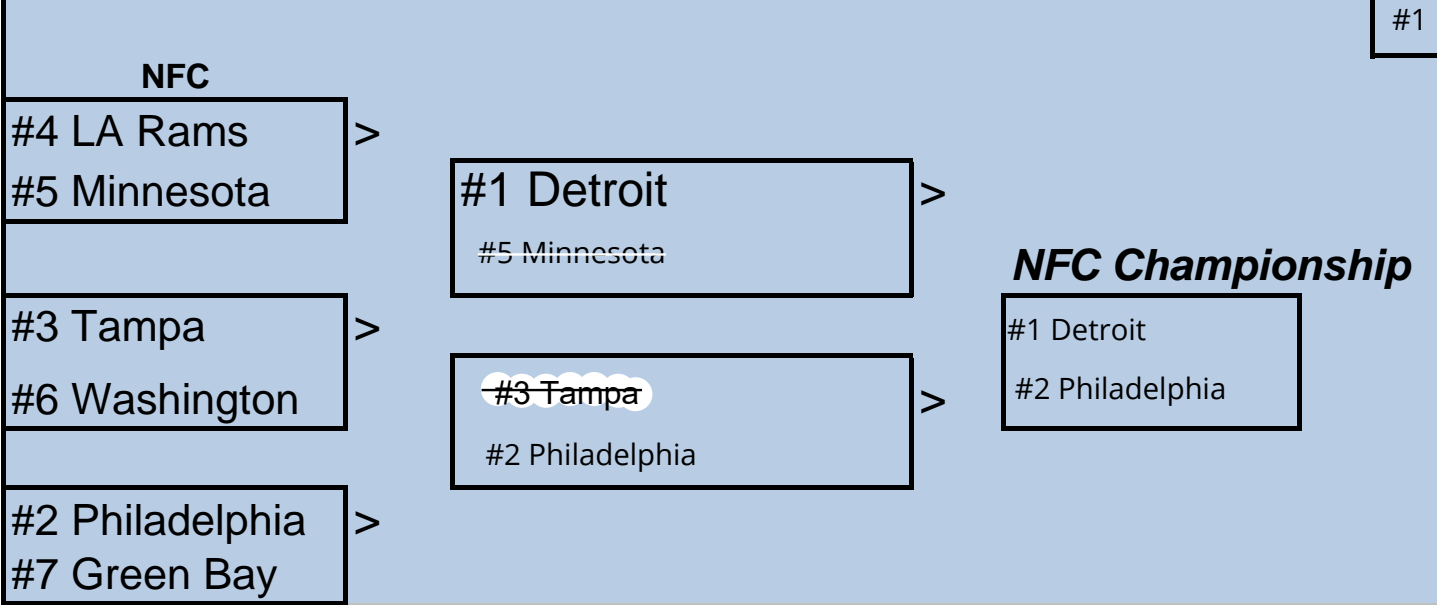 #1
NFC
#4 LA Rams >
#5 Minnesota
#1 Detroit >
#5 Minnesota
NFC Championship
#3 Tampa >
#6 Washington
#3 Tampa >
#2 Philadelphia
#1 Detroit
#2 Philadelphia
#2 Philadelphia >
#7 Green Bay